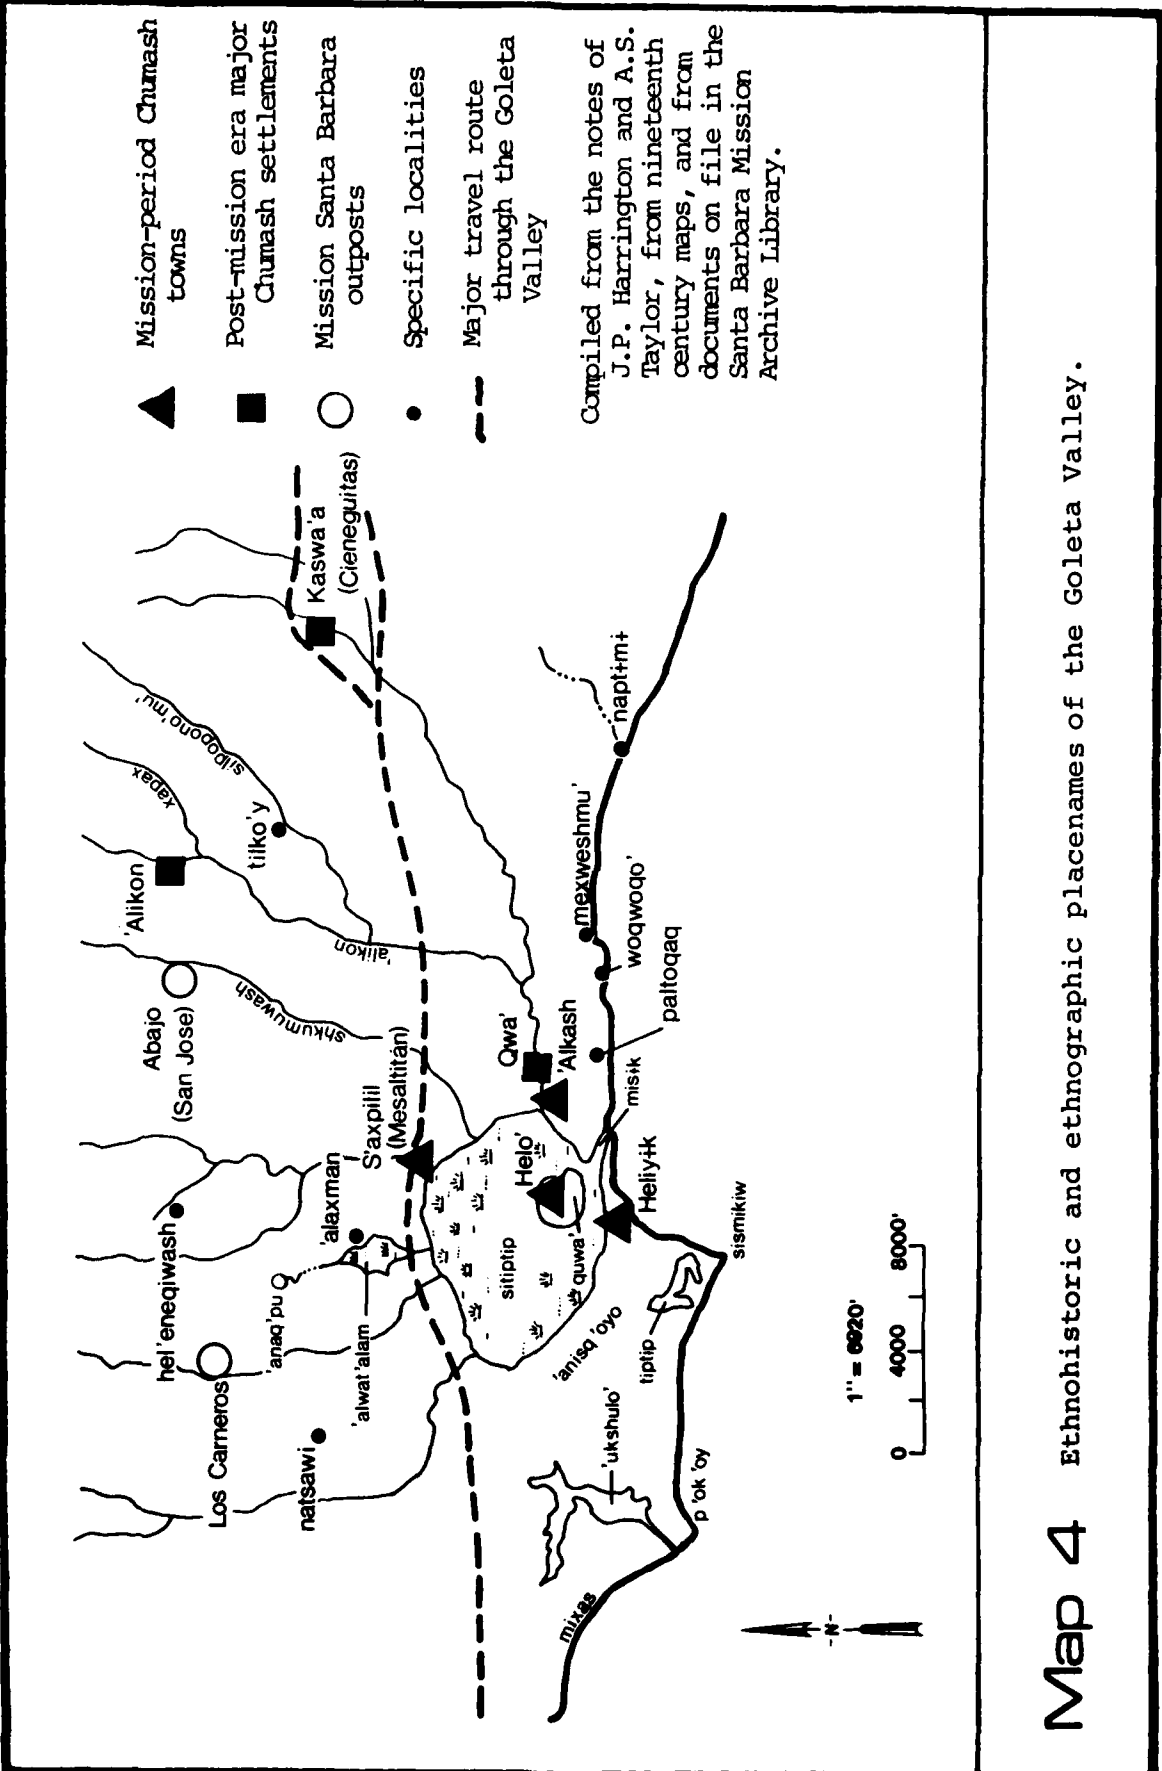 Mission-period Chumash
towns
Post-mission era major
Chumash settlements
Mission Santa Barbara
outposts
Specific localities
Major travel route
through the Goleta
Valley
Compiled from the notes of
J.P. Harrington and A.S.
Taylor, from nineteenth
century maps, and from
documents on file in the
Santa Barbara Mission
Archive Library.
Kaswa'a
(Cieneguitas)
silpopono'mu'
xapax
tilko'y
'Alikon
'alikon
Abajo
(San Jose)
shkumuwash
S'axpilil
(Mesaltitán)
'alaxman
hel'eneqiwash
'anaq'pu
'alwat'alam
Los Carneros
natsawi
Qwa'
'Alkash
Helo'
sitiptip
quwa'
'anisq'oyo
Heliy+k
mis+k
paltoqaq
woqwoqo'
mexweshmu'
napt+m+
sismikiw
tiptip
'ukshulo'
p'ok'oy
mixas
-N-
1" = 6620'
0 4000 8000'
Map 4 Ethnohistoric and ethnographic placenames of the Goleta Valley.